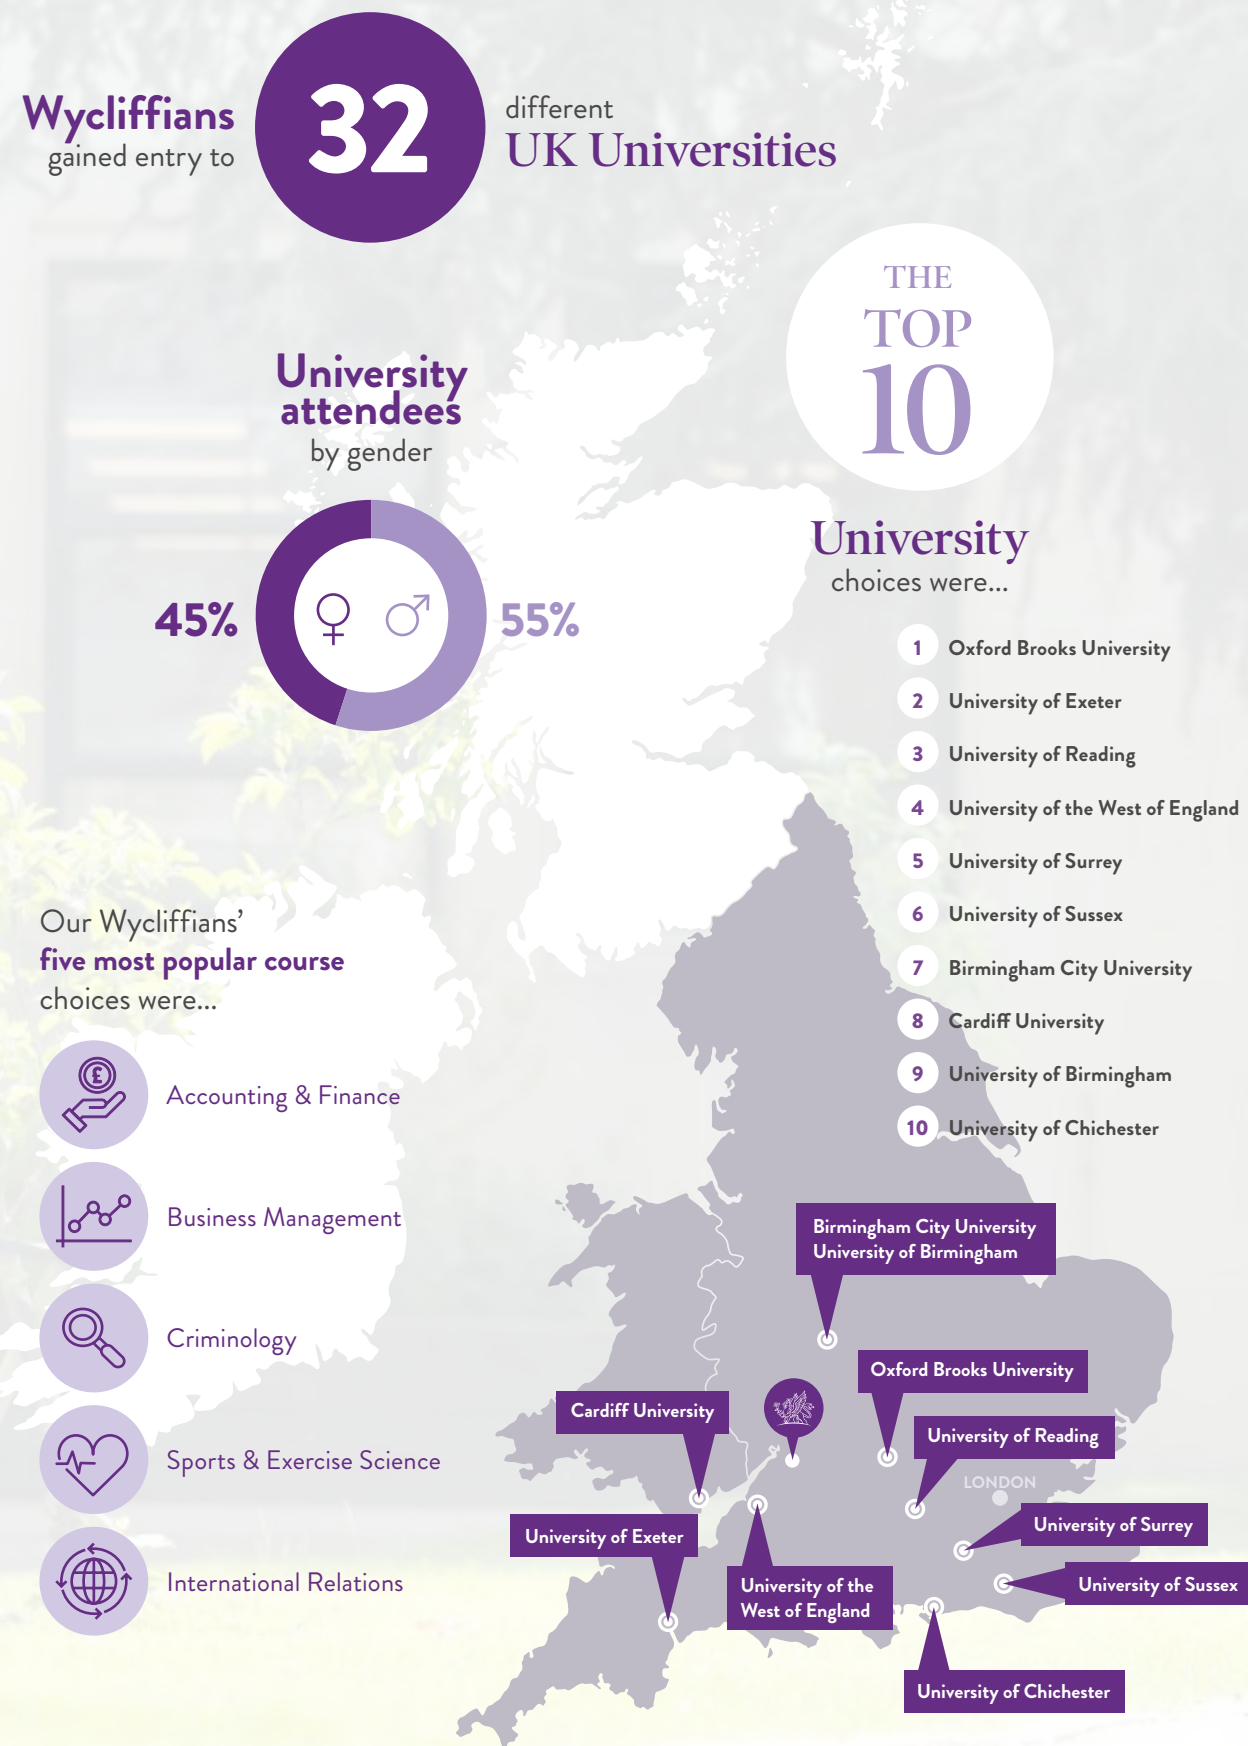 Wycliffians
gained entry to
32
different
UK Universities
THE
TOP
10
University
choices were...
University
attendees
by gender
45%
55%
1 Oxford Brooks University
2 University of Exeter
3 University of Reading
4 University of the West of England
5 University of Surrey
6 University of Sussex
7 Birmingham City University
8 Cardiff University
9 University of Birmingham
10 University of Chichester
Our Wycliffians’
five most popular course
choices were...
£
Accounting & Finance
Business Management
Criminology
Sports & Exercise Science
International Relations
Birmingham City University
University of Birmingham
Oxford Brooks University
Cardiff University
University of Reading
LONDON
University of Surrey
University of Exeter
University of Sussex
University of the
West of England
University of Chichester